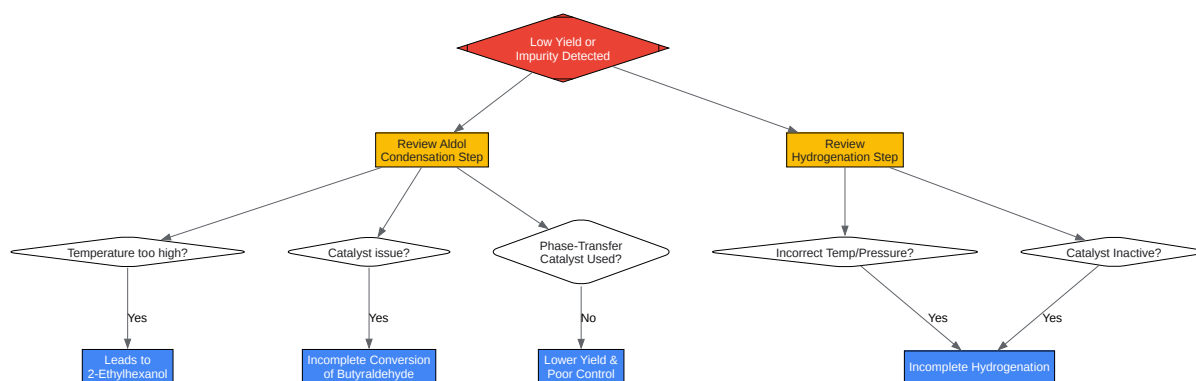 Low Yield or
Impurity Detected
Review Aldol
Condensation Step
Review
Hydrogenation Step
Temperature too high?
Catalyst issue?
Phase-Transfer
Catalyst Used?
Incorrect Temp/Pressure?
Catalyst Inactive?
Yes
Yes
No
Yes
Yes
Leads to
2-Ethylhexanol
Incomplete Conversion
of Butyraldehyde
Lower Yield &
Poor Control
Incomplete Hydrogenation